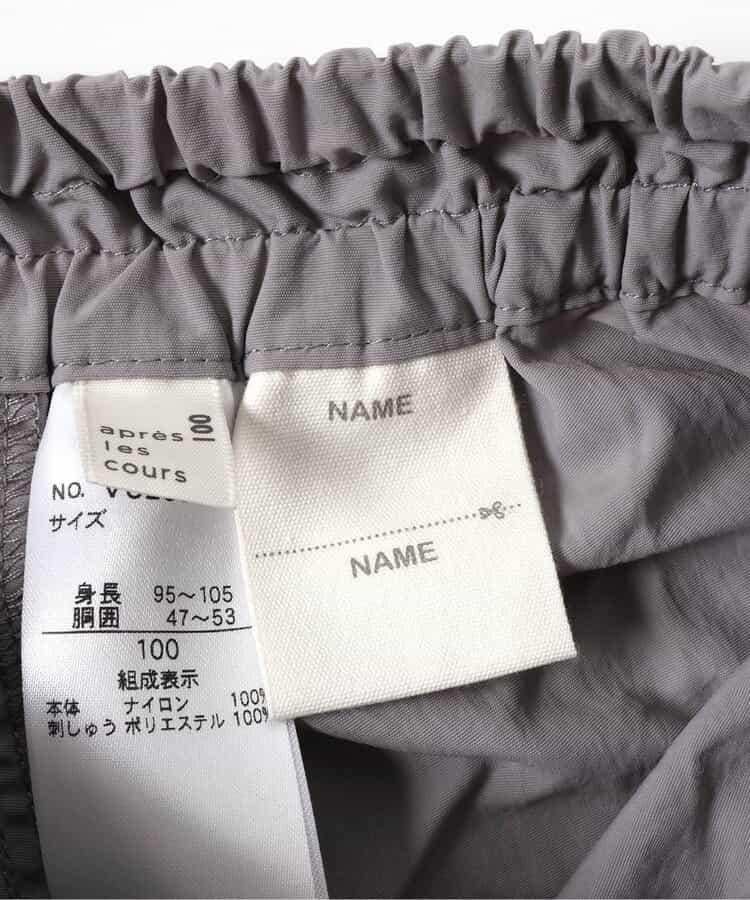 après
les
cours
100
NAME
NAME
NO.
サイズ
身長 95～105
胴囲 47～53
100
組成表示
本体 ナイロン 100%
刺しゅう ポリエステル 100%